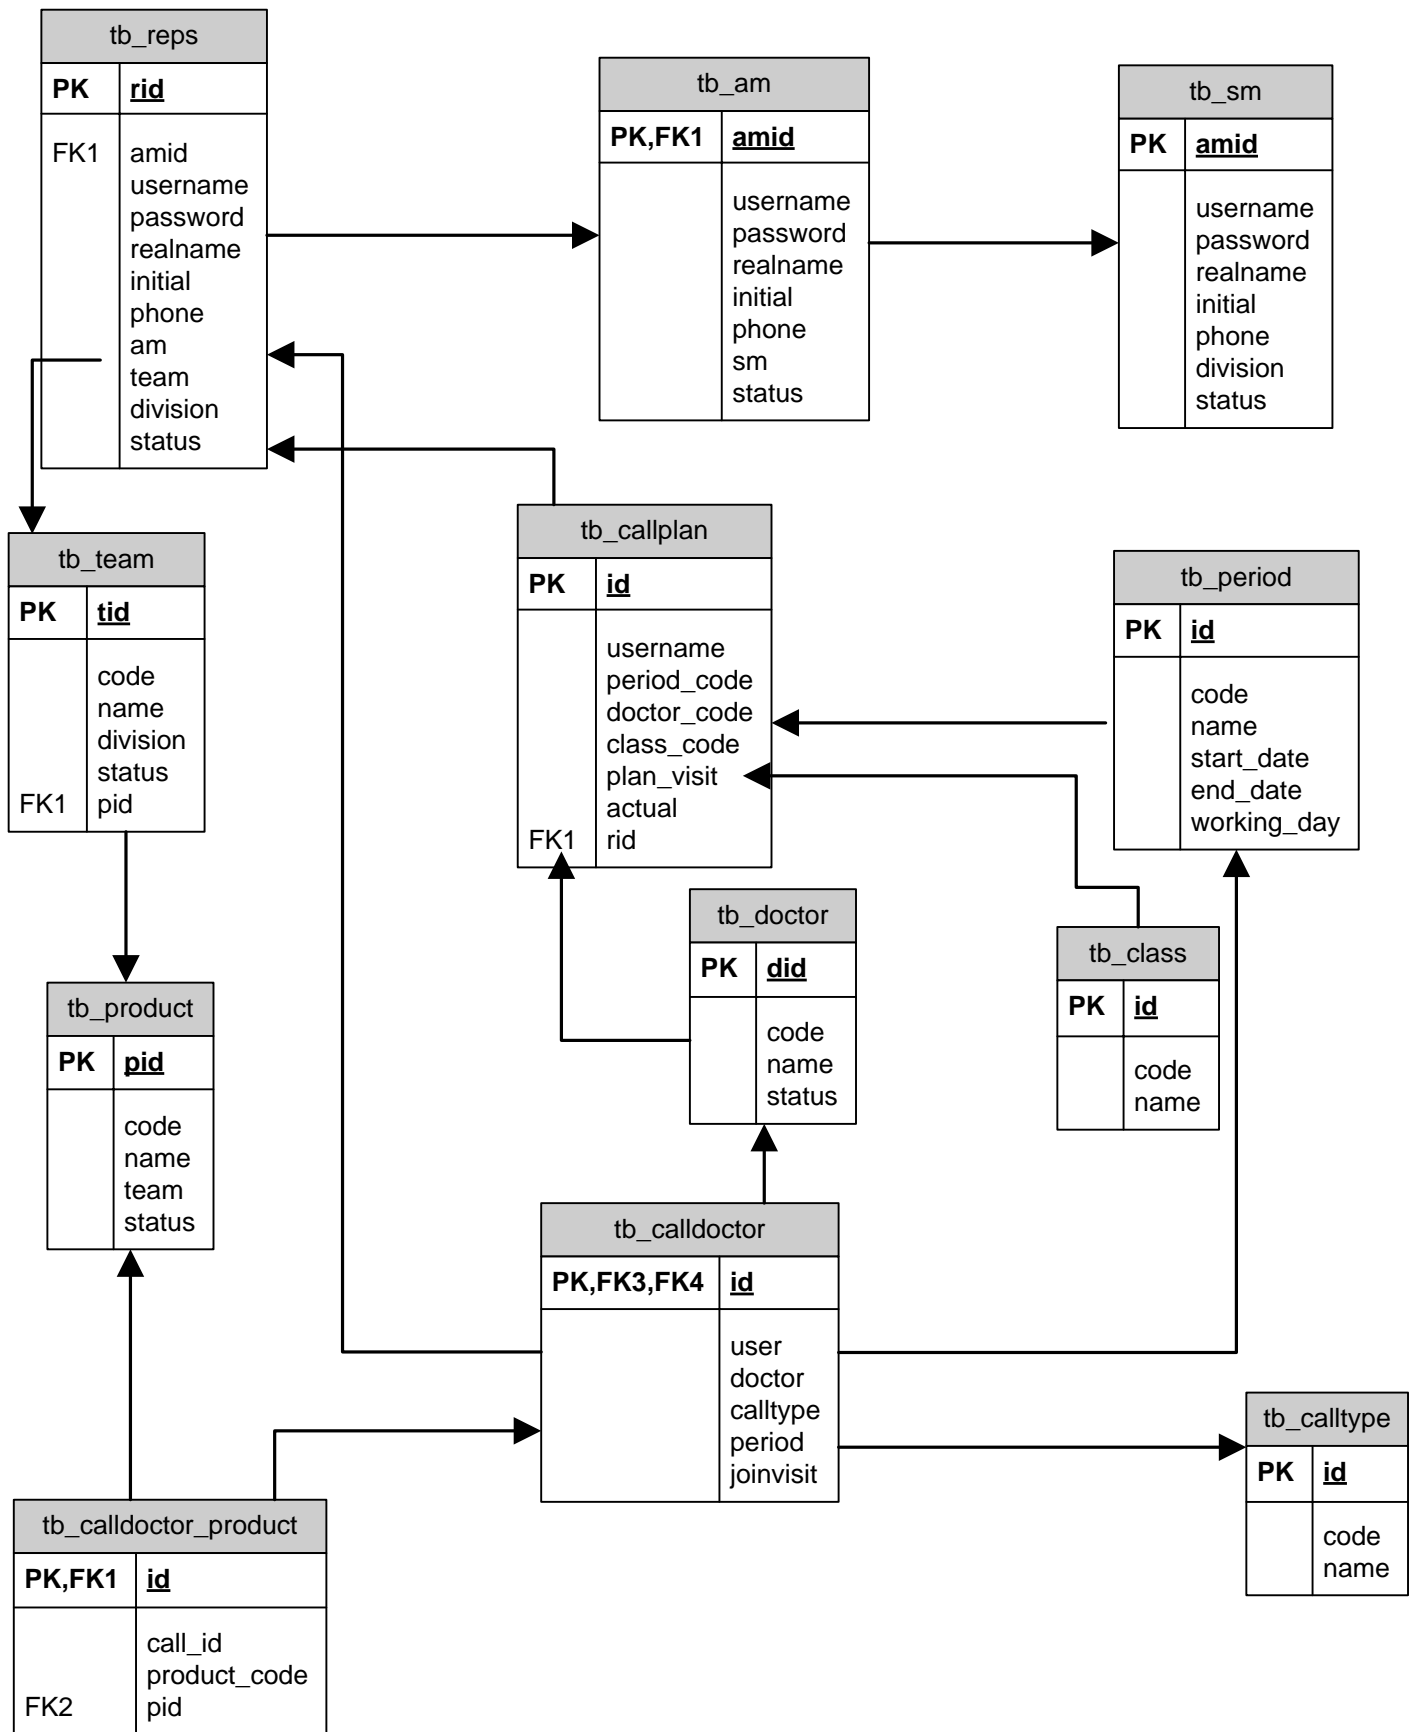 tb_reps
PK rid
FK1 amid
username
password
realname
initial
phone
am
team
division
status
tb_am
PK,FK1 amid
username
password
realname
initial
phone
sm
status
tb_sm
PK amid
username
password
realname
initial
phone
division
status
tb_team
PK tid
code
name
division
status
FK1 pid
tb_callplan
PK id
username
period_code
doctor_code
class_code
plan_visit
actual
FK1 rid
tb_period
PK id
code
name
start_date
end_date
working_day
tb_product
PK pid
code
name
team
status
tb_doctor
PK did
code
name
status
tb_class
PK id
code
name
tb_calldoctor
PK,FK3,FK4 id
user
doctor
calltype
period
joinvisit
tb_calltype
PK id
code
name
tb_calldoctor_product
PK,FK1 id
call_id
product_code
FK2 pid